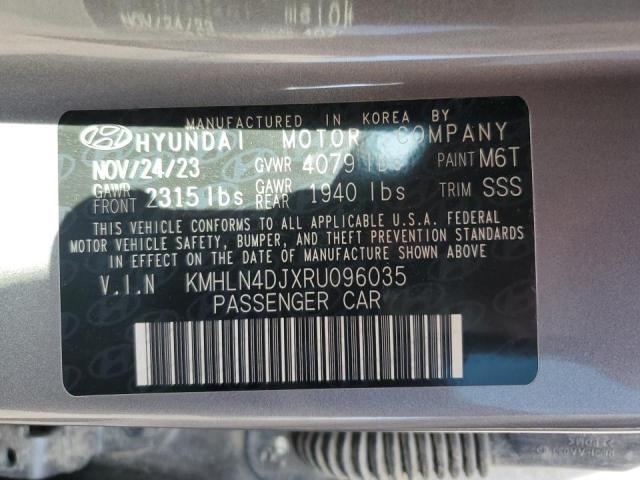 MANUFACTURED IN KOREA BY
HYUNDAI MOTOR COMPANY
NOV/24/23 GVWR 4079 lbs PAINT M6T
GAWR FRONT 2315 lbs GAWR REAR 1940 lbs TRIM SSS
THIS VEHICLE CONFORMS TO ALL APPLICABLE U.S.A. FEDERAL
MOTOR VEHICLE SAFETY, BUMPER, AND THEFT PREVENTION STANDARDS
IN EFFECT ON THE DATE OF MANUFACTURE SHOWN ABOVE
V.I.N KMHLN4DJXRU096035
PASSENGER CAR